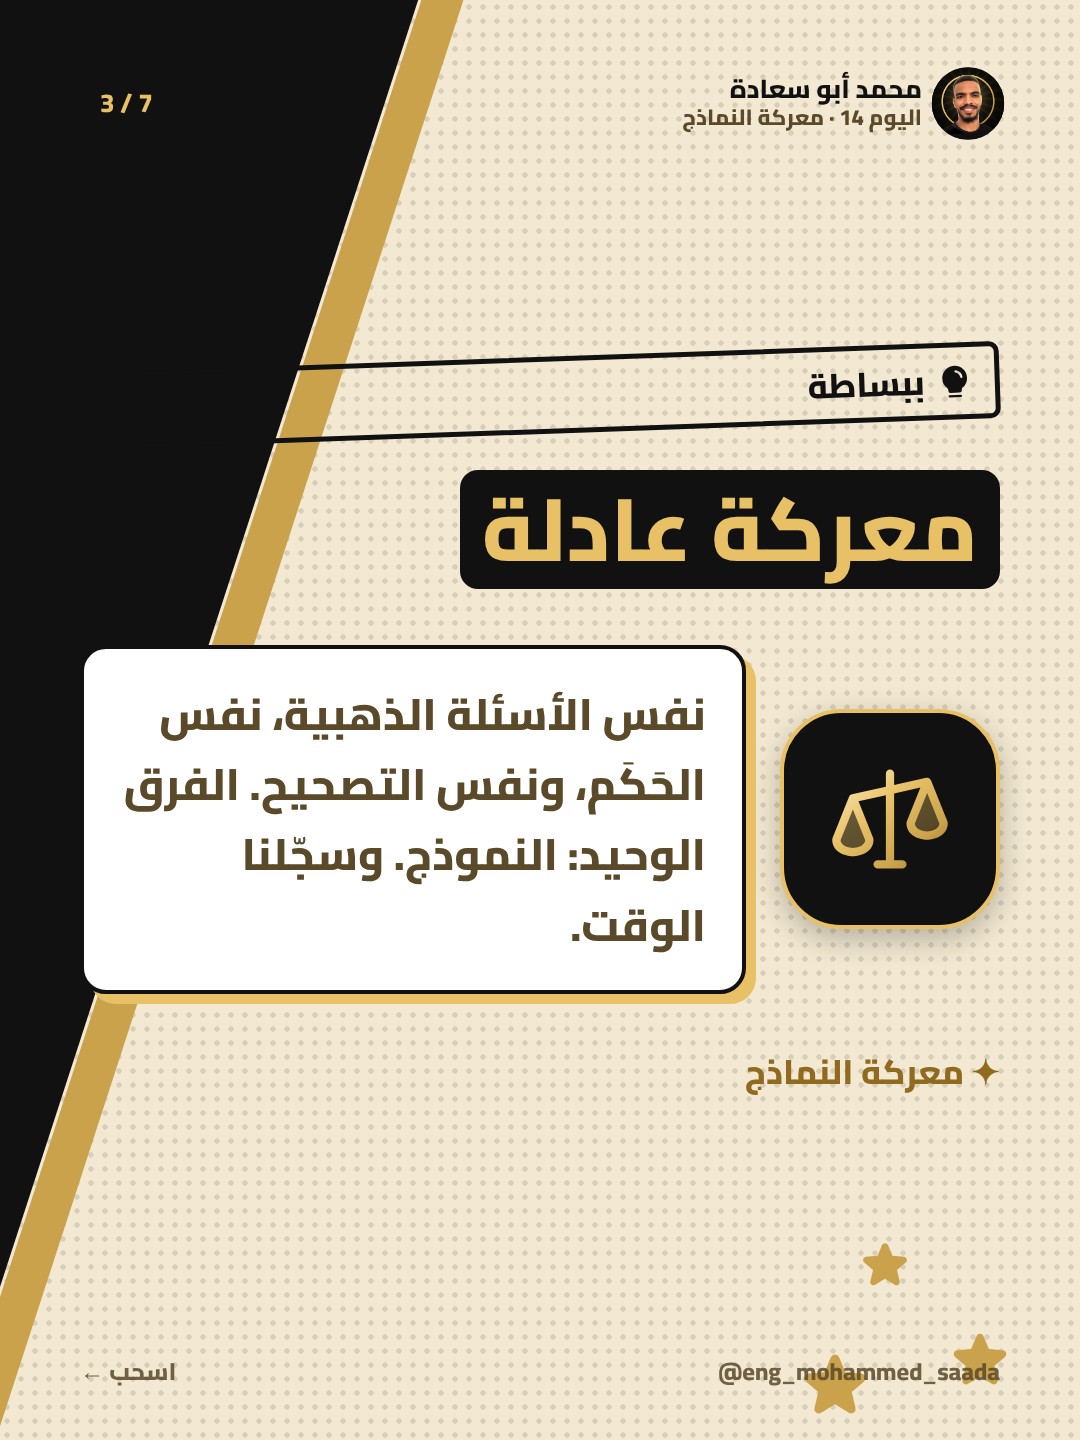 محمد أبو سعادة
اليوم 14 · معركة النماذج
3 / 7
ببساطة
معركة عادلة
نفس الأسئلة الذهبية، نفس
الحَكَم، ونفس التصحيح. الفرق
الوحيد: النموذج. وسجّلنا
الوقت.
✦ معركة النماذج
@eng_mohammed_saada
اسحب ←